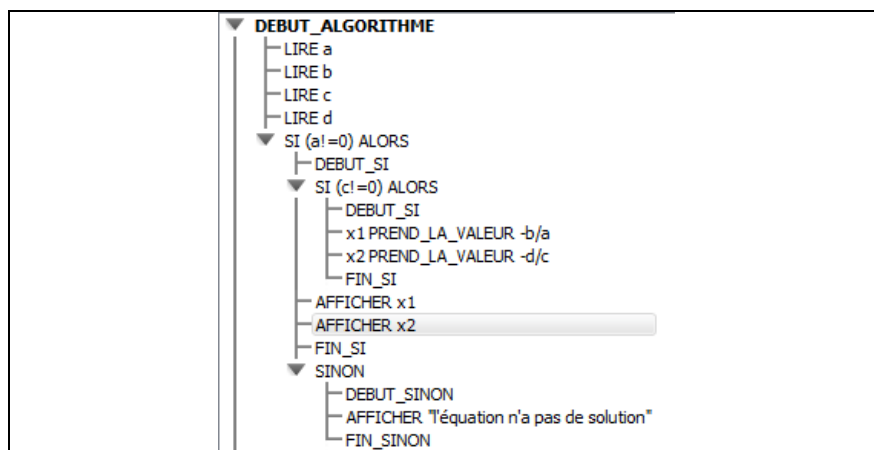 DEBUT_ALGORITHME
LIRE a
LIRE b
LIRE c
LIRE d
SI (a!=0) ALORS
DEBUT_SI
SI (c!=0) ALORS
DEBUT_SI
x1 PREND_LA_VALEUR -b/a
x2 PREND_LA_VALEUR -d/c
FIN_SI
AFFICHER x1
AFFICHER x2
FIN_SI
SINON
DEBUT_SINON
AFFICHER "l'équation n'a pas de solution"
FIN_SINON